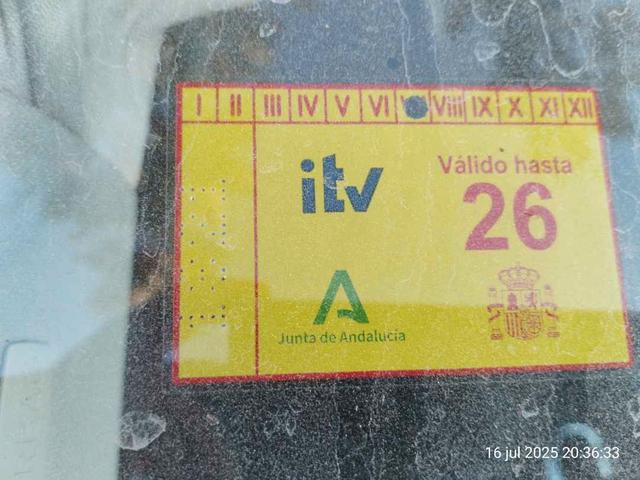 I II III IV V VI VIII IX X XI XII
itv
Válido hasta
26
Junta de Andalucía
16 jul 2025 20:36:33